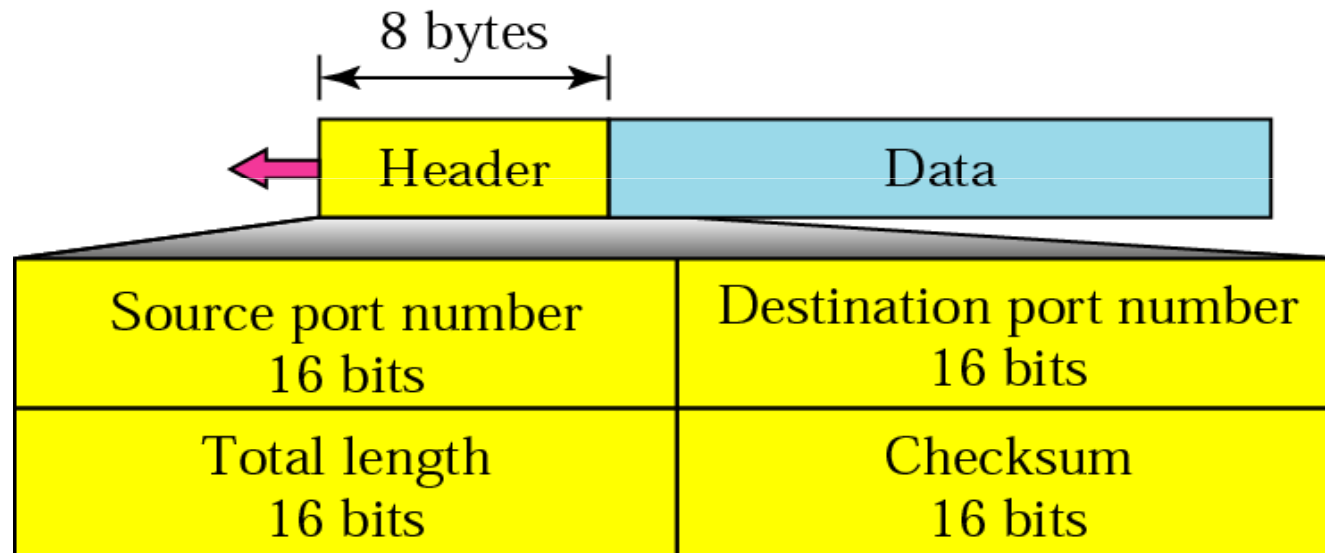 8 bytes
Header
Data
Source port number
16 bits
Destination port number
16 bits
Total length
16 bits
Checksum
16 bits